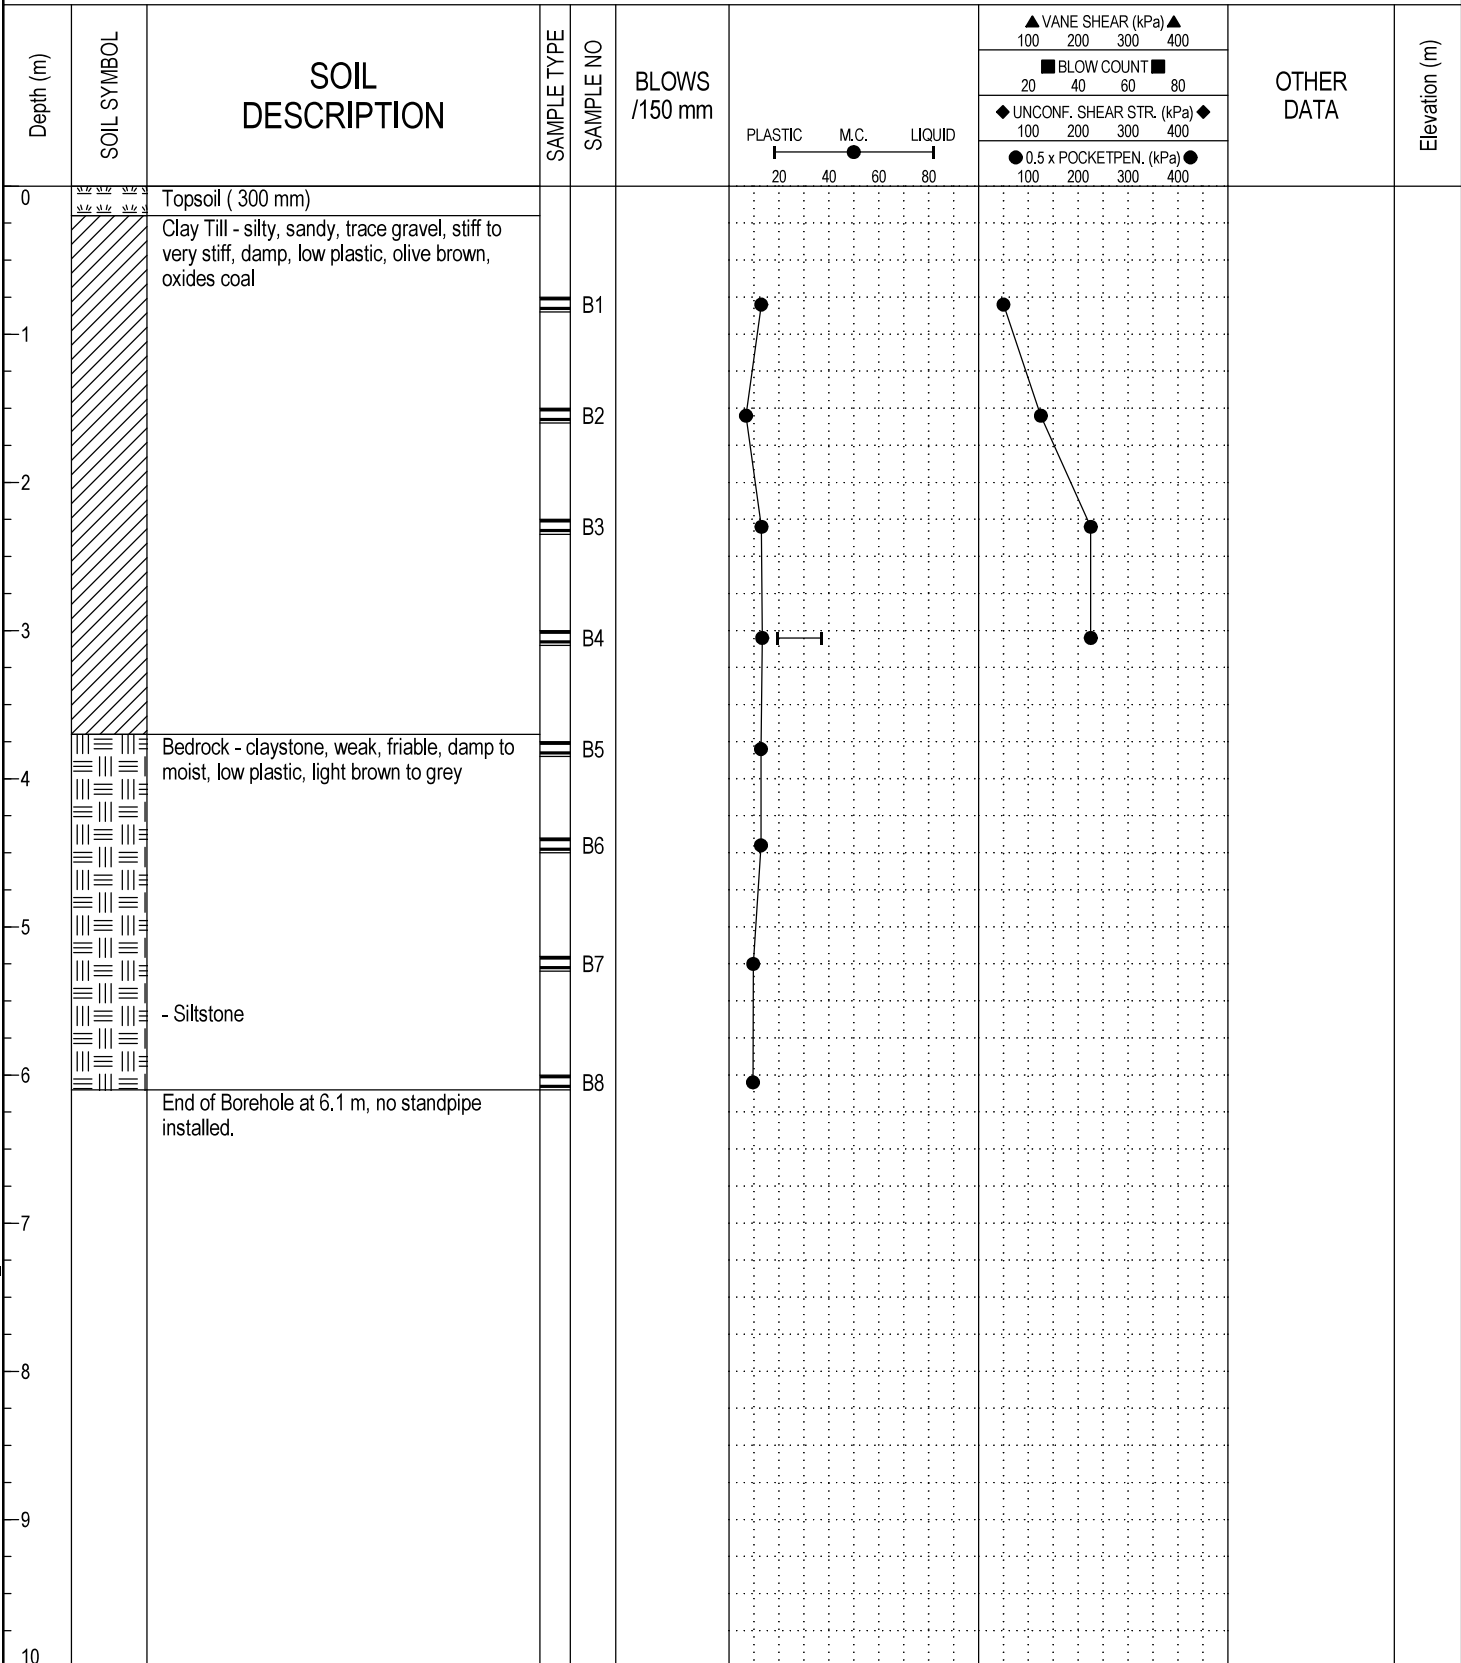 Depth (m)
SOIL SYMBOL
SOIL
DESCRIPTION
SAMPLE TYPE
SAMPLE NO
BLOWS
/150 mm
PLASTIC M.C. LIQUID
20 40 60 80
▲ VANE SHEAR (kPa) ▲
100 200 300 400
■ BLOW COUNT ■
20 40 60 80
◆ UNCONF. SHEAR STR. (kPa) ◆
100 200 300 400
● 0.5 x POCKETPEN. (kPa) ●
100 200 300 400
OTHER
DATA
Elevation (m)
0
Topsoil ( 300 mm)
Clay Till - silty, sandy, trace gravel, stiff to
very stiff, damp, low plastic, olive brown,
oxides coal
B1
1
B2
2
B3
3
B4
Bedrock - claystone, weak, friable, damp to
moist, low plastic, light brown to grey
B5
4
B6
5
B7
- Siltstone
6
B8
End of Borehole at 6.1 m, no standpipe
installed.
7
8
9
10